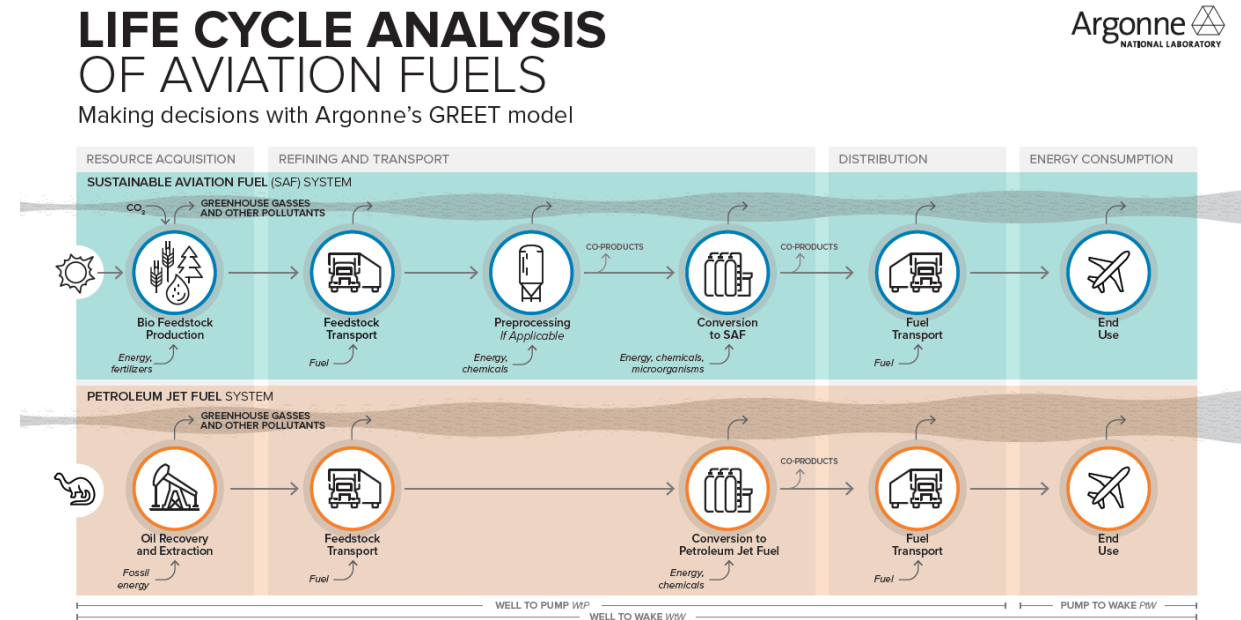 LIFE CYCLE ANALYSIS
OF AVIATION FUELS
Making decisions with Argonne's GREET model
Argonne
NATIONAL LABORATORY
RESOURCE ACQUISITION
REFINING AND TRANSPORT
DISTRIBUTION
ENERGY CONSUMPTION
SUSTAINABLE AVIATION FUEL (SAF) SYSTEM
CO2
GREENHOUSE GASSES
AND OTHER POLLUTANTS
CO-PRODUCTS
CO-PRODUCTS
Bio Feedstock
Production
Feedstock
Transport
Preprocessing
If Applicable
Conversion
to SAF
Fuel
Transport
End
Use
Energy,
fertilizers
Fuel
Energy,
chemicals
Energy, chemicals,
microorganisms
Fuel
PETROLEUM JET FUEL SYSTEM
GREENHOUSE GASSES
AND OTHER POLLUTANTS
CO-PRODUCTS
Oil Recovery
and Extraction
Feedstock
Transport
Conversion to
Petroleum Jet Fuel
Fuel
Transport
End
Use
Fossil
energy
Fuel
Energy,
chemicals
Fuel
WELL TO PUMP WtP
PUMP TO WAKE PtW
WELL TO WAKE WtW